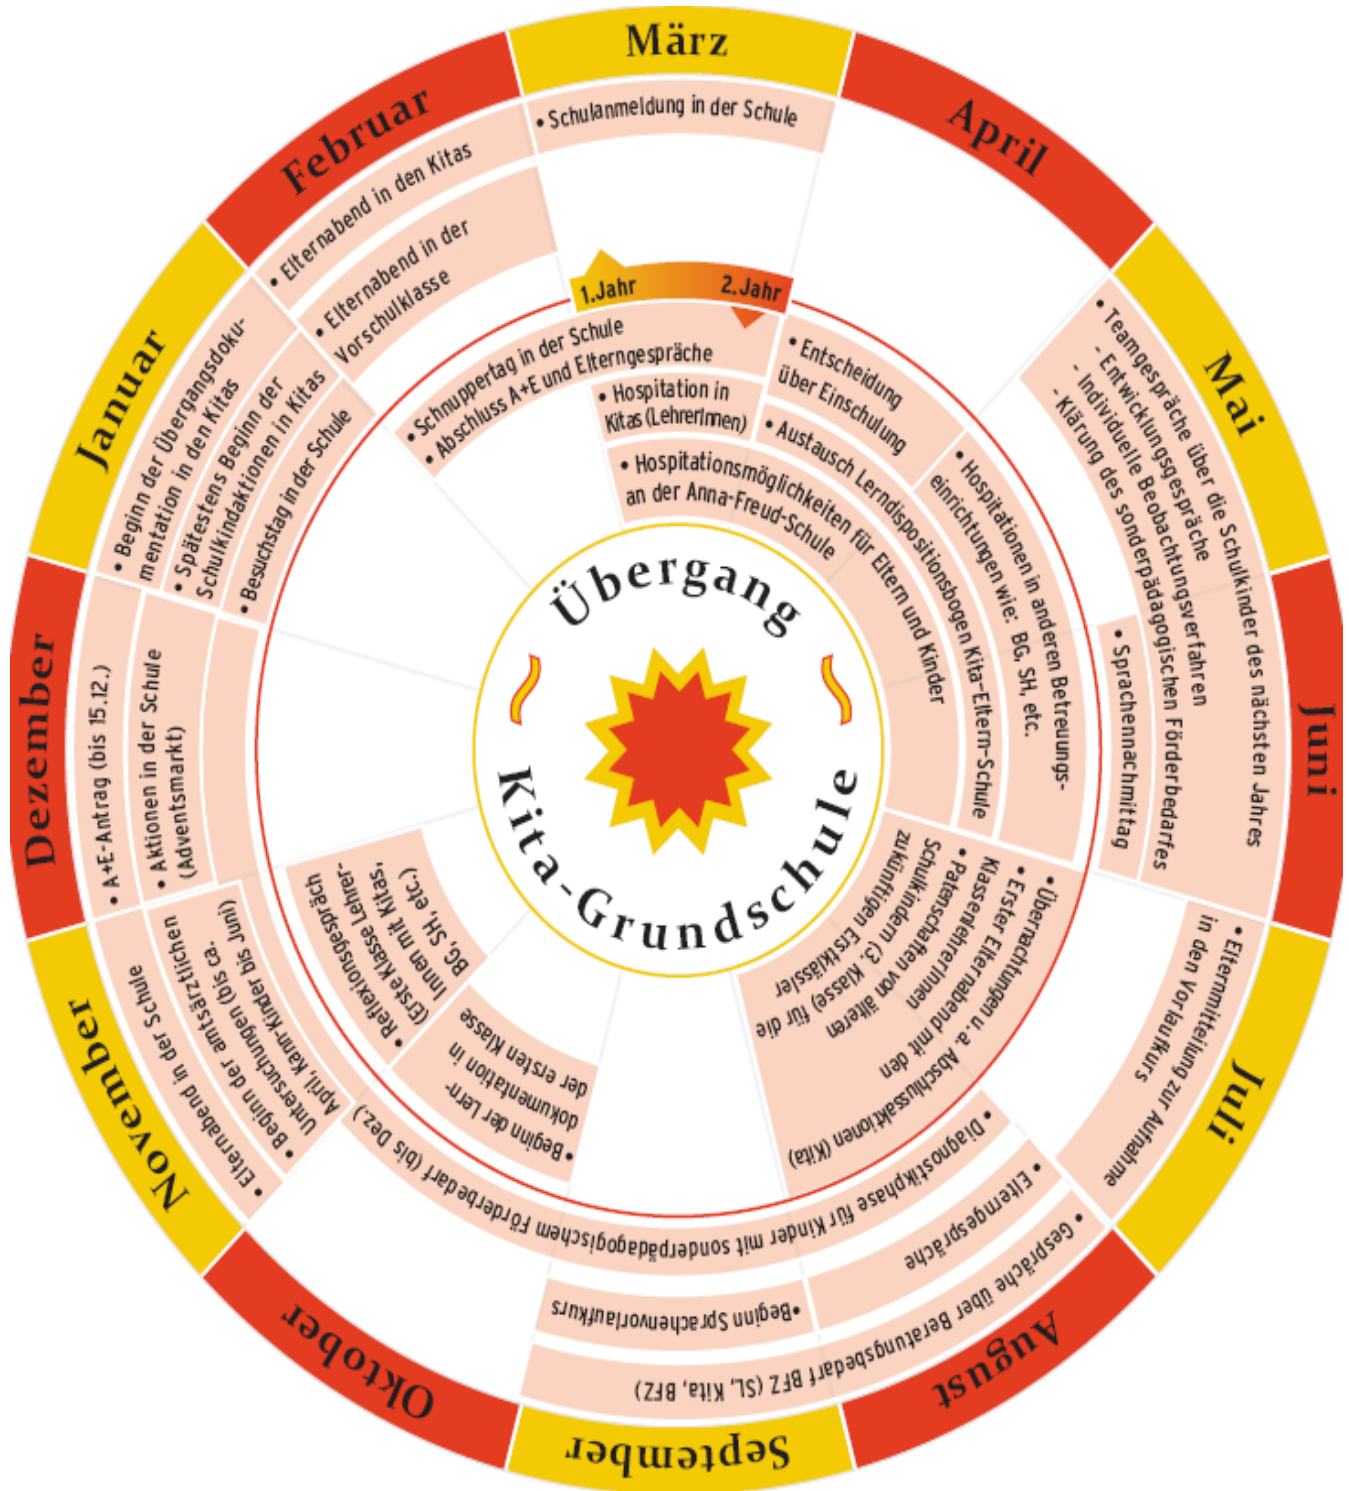 März
• Schulanmeldung in der Schule
April
Mai
• Teamgespräche über die Schulkinder des nächsten Jahres
- Entwicklungsgespräche
- Individuelle Beobachtungsverfahren
- Klärung des sonderpädagogischen Förderbedarfes
Juni
• Sprachennachmittag
Juli
• Elternmitteilung zur Aufnahme
in den Vorlaufkurs
August
• Gespräche über Beratungsbedarf BFZ (SL, Kita, BFZ)
• Elterngespräche
• Diagnostikphase für Kinder mit sonderpädagogischem Förderbedarf (bis Dez.)
September
• Beginn Sprachenvorlaufkurs
Oktober
November
• Elternabend in der Schule
• Beginn der amtsärztlichen
Untersuchungen (bis ca.
April, Kann-Kinder bis Juni)
Dezember
• A+E-Antrag (bis 15.12.)
• Aktionen in der Schule
(Adventsmarkt)
Januar
• Beginn der Übergangsdoku-
mentation in den Kitas
• Spätestens Beginn der
Schulkindaktionen in Kitas
• Besuchstag in der Schule
Februar
• Elternabend in den Kitas
• Elternabend in der
Vorschulklasse
1.Jahr
2.Jahr
• Schnuppertag in der Schule
• Abschluss A+E und Elterngespräche
• Hospitation in
Kitas (LehrerInnen)
• Hospitationsmöglichkeiten für Eltern und Kinder
an der Anna-Freud-Schule
• Entscheidung
über Einschulung
• Austausch Lerndispositionsbogen Kita-Eltern-Schule
• Hospitationen in anderen Betreuungs-
einrichtungen wie: BG, SH, etc.
• Übernachtungen u.a. Abschlussaktionen (Kita)
• Erster Elternabend mit den
KlassenlehrerInnen
• Patenschaften von älteren
Schulkindern (3. Klasse) für die
zukünftigen Erstklässler
• Beginn der Lern-
dokumentation in
der ersten Klasse
• Reflexionsgespräch
(Erste Klasse Lehrer-
Innen mit Kitas,
BG, SH, etc.)
Übergang
Kita-Grundschule